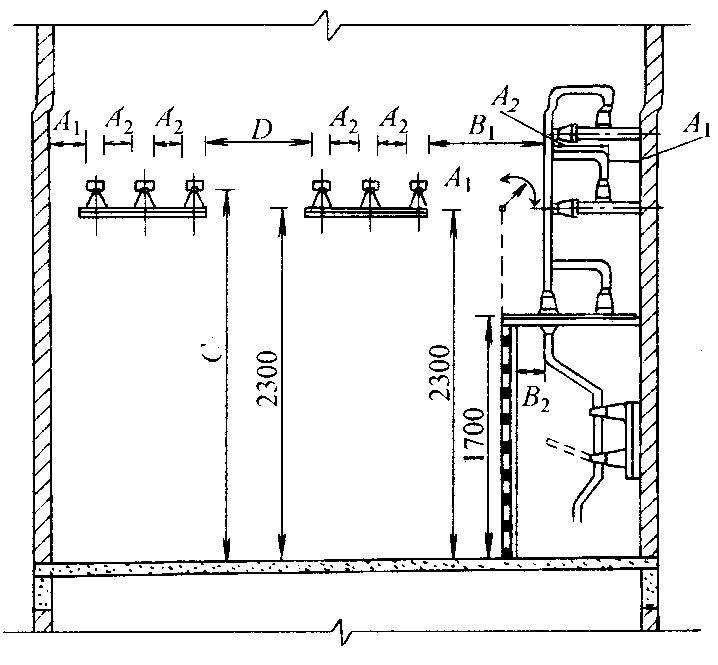 A₁ A₂ A₂ D A₂ A₂ B₁ A₂ A₁
A₁
C 2300 2300 1700
B₂